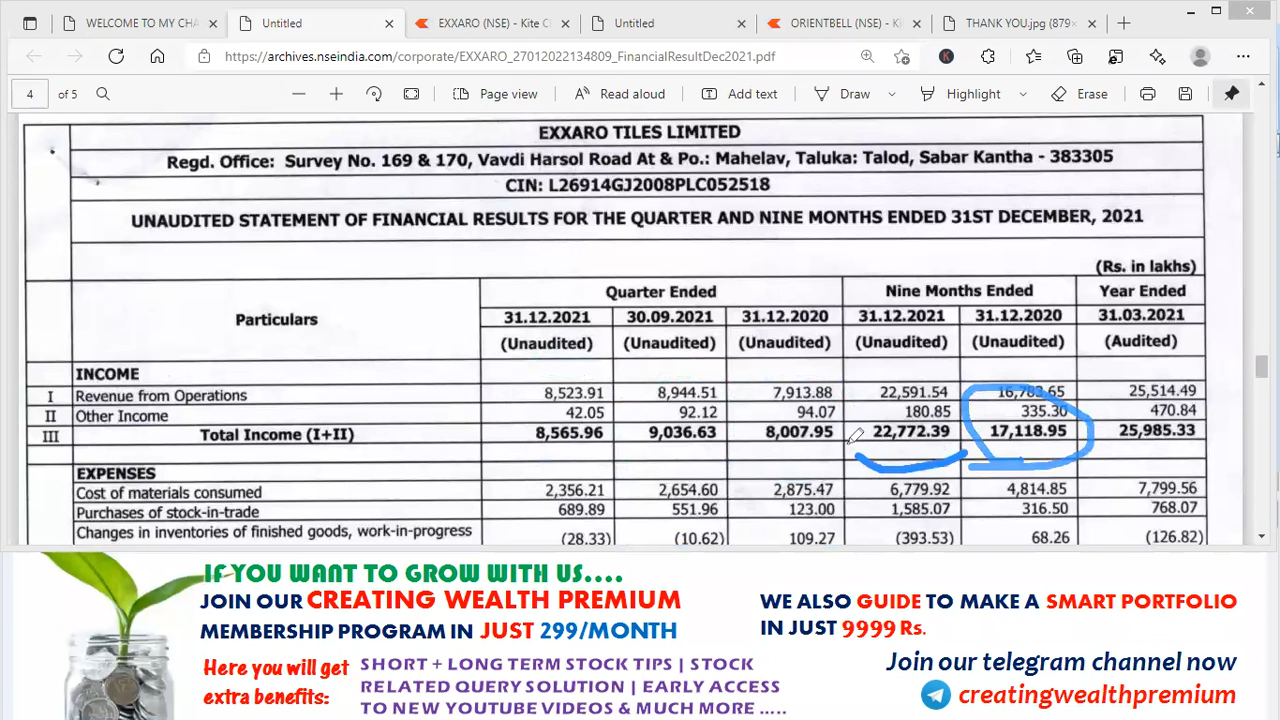 WELCOME TO MY CHA
Untitled
EXXARO (NSE) - Kite C
Untitled
ORIENTBELL (NSE) - Ki
THANK YOU.jpg (879×
https://archives.nseindia.com/corporate/EXXARO_27012022134809_FinancialResultDec2021.pdf
4 of 5
Page view
Read aloud
Add text
Draw
Highlight
Erase
EXXARO TILES LIMITED
Regd. Office: Survey No. 169 & 170, Vavdi Harsol Road At & Po.: Mahelav, Taluka: Talod, Sabar Kantha - 383305
CIN: L26914GJ2008PLC052518
UNAUDITED STATEMENT OF FINANCIAL RESULTS FOR THE QUARTER AND NINE MONTHS ENDED 31ST DECEMBER, 2021
(Rs. in lakhs)
Particulars Quarter Ended Nine Months Ended Year Ended
31.12.2021 30.09.2021 31.12.2020 31.12.2021 31.12.2020 31.03.2021
(Unaudited) (Unaudited) (Unaudited) (Unaudited) (Unaudited) (Audited)
INCOME
I Revenue from Operations 8,523.91 8,944.51 7,913.88 22,591.54 16,783.65 25,514.49
II Other Income 42.05 92.12 94.07 180.85 335.30 470.84
III Total Income (I+II) 8,565.96 9,036.63 8,007.95 22,772.39 17,118.95 25,985.33
EXPENSES
Cost of materials consumed 2,356.21 2,654.60 2,875.47 6,779.92 4,814.85 7,799.56
Purchases of stock-in-trade 689.89 551.96 123.00 1,585.07 316.50 768.07
Changes in inventories of finished goods, work-in-progress (28.33) (10.62) 109.27 (393.53) 68.26 (126.82)
IF YOU WANT TO GROW WITH US....
JOIN OUR CREATING WEALTH PREMIUM
MEMBERSHIP PROGRAM IN JUST 299/MONTH
Here you will get
extra benefits:
SHORT + LONG TERM STOCK TIPS | STOCK
RELATED QUERY SOLUTION | EARLY ACCESS
TO NEW YOUTUBE VIDEOS & MUCH MORE .....
WE ALSO GUIDE TO MAKE A SMART PORTFOLIO
IN JUST 9999 Rs.
Join our telegram channel now
creatingwealthpremium